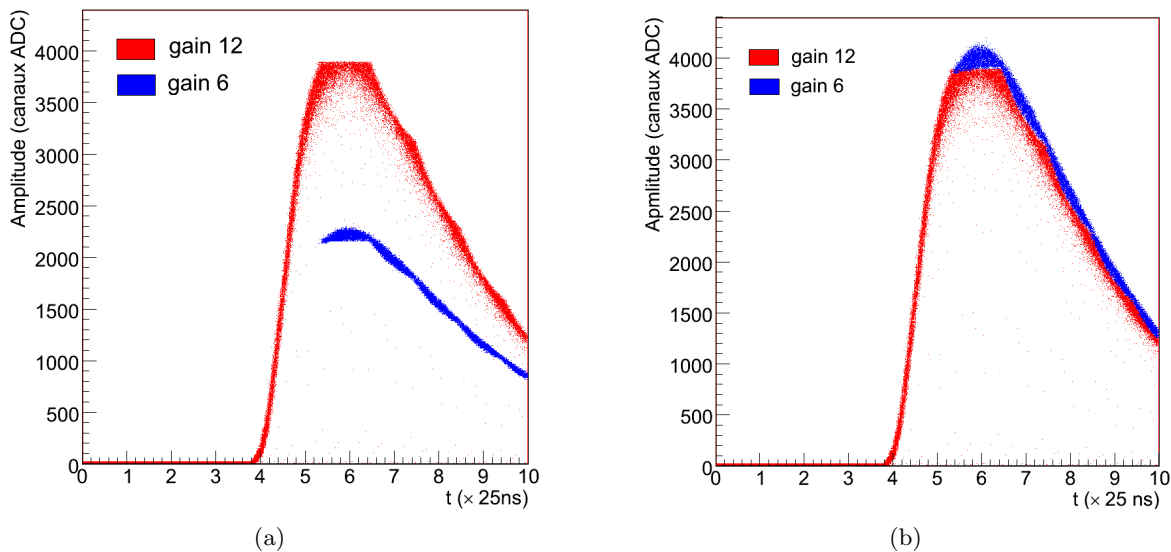 gain 12
gain 6
Amplitude (canaux ADC)
4000
3500
3000
2500
2000
1500
1000
500
0
0 1 2 3 4 5 6 7 8 9 10
t (× 25ns)
(a)
gain 12
gain 6
Apmlitude (canaux ADC)
4000
3500
3000
2500
2000
1500
1000
500
0
0 1 2 3 4 5 6 7 8 9 10
t (× 25 ns)
(b)